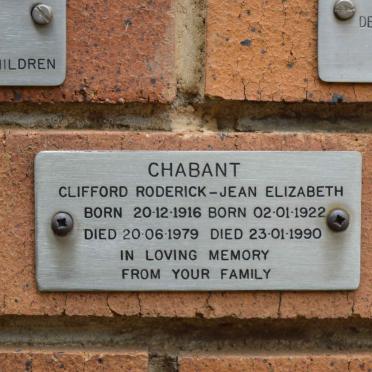 HILDREN
DE
CHABANT
CLIFFORD RODERICK-JEAN ELIZABETH
BORN 20·12·1916 BORN 02·01·1922
DIED 20·06·1979 DIED 23·01·1990
IN LOVING MEMORY
FROM YOUR FAMILY